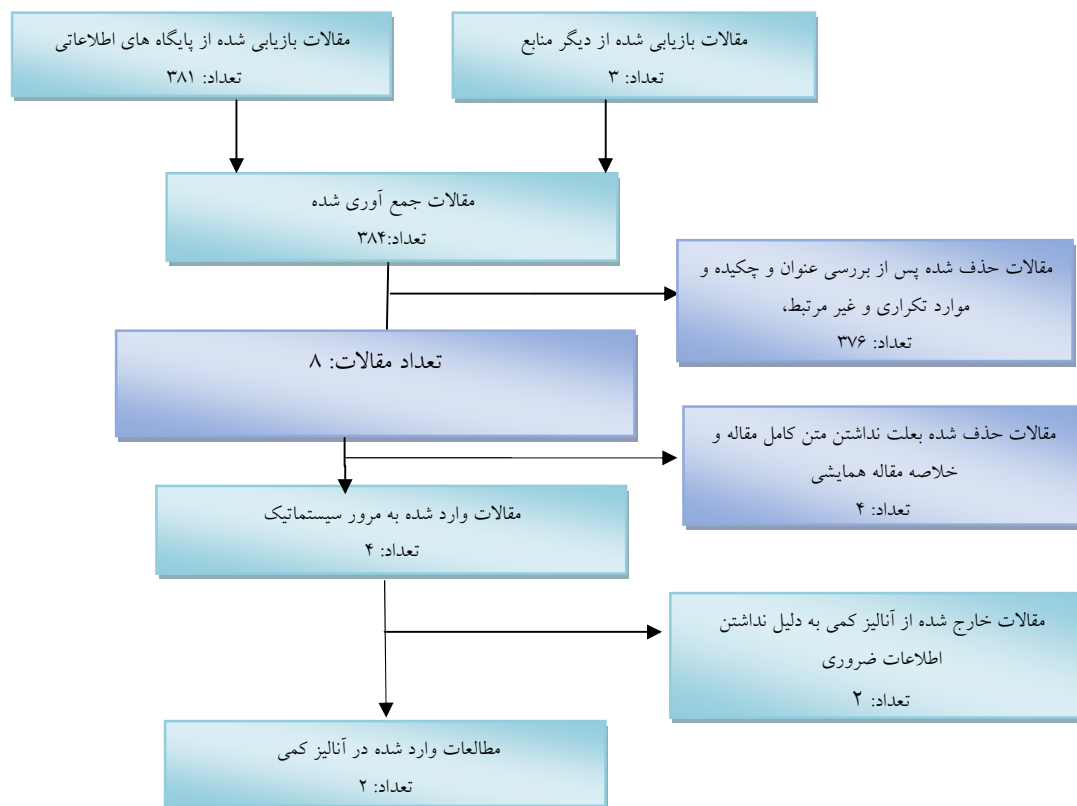 مقالات بازیابی شده از پایگاه های اطلاعاتی
تعداد: ۳۸۱
مقالات بازیابی شده از دیگر منابع
تعداد: ۳
مقالات جمع آوری شده
تعداد:۳۸۴
مقالات حذف شده پس از بررسی عنوان و چکیده و
موارد تکراری و غیر مرتبط،
تعداد: ۳۷۶
تعداد مقالات: ۸
مقالات حذف شده بعلت نداشتن متن کامل مقاله و
خلاصه مقاله همایشی
تعداد: ۴
مقالات وارد شده به مرور سیستماتیک
تعداد: ۴
مقالات خارج شده از آنالیز کمی به دلیل نداشتن
اطلاعات ضروری
تعداد: ۲
مطالعات وارد شده در آنالیز کمی
تعداد: ۲